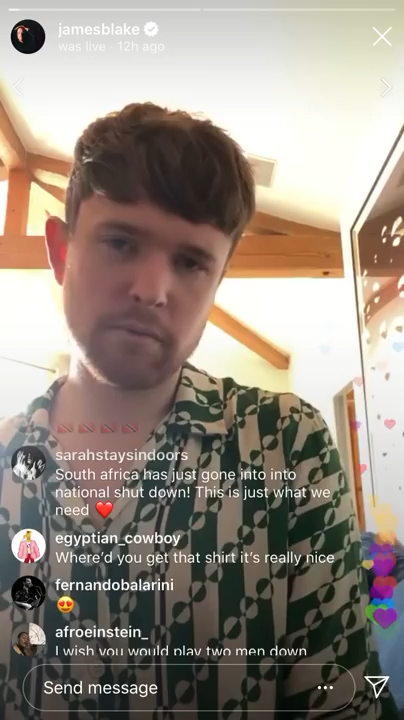 jamesblake
was live · 12h ago
sarahstaysindoors
South africa has just gone into into
national shut down! This is just what we
need ❤️
egyptian_cowboy
Where'd you get that shirt it's really nice
fernandobalarini
😍
afroeinstein_
I wish you would play two men down
Send message